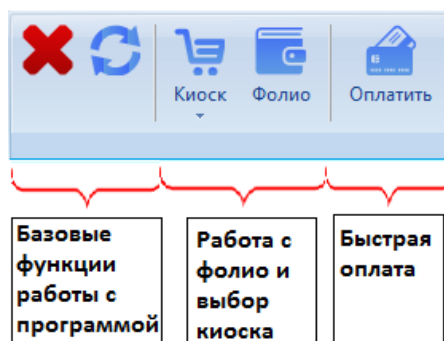 Киоск Фолио Оплатить
Базовые
функции
работы с
программой
Работа с
фолио и
выбор
киоска
Быстрая
оплата